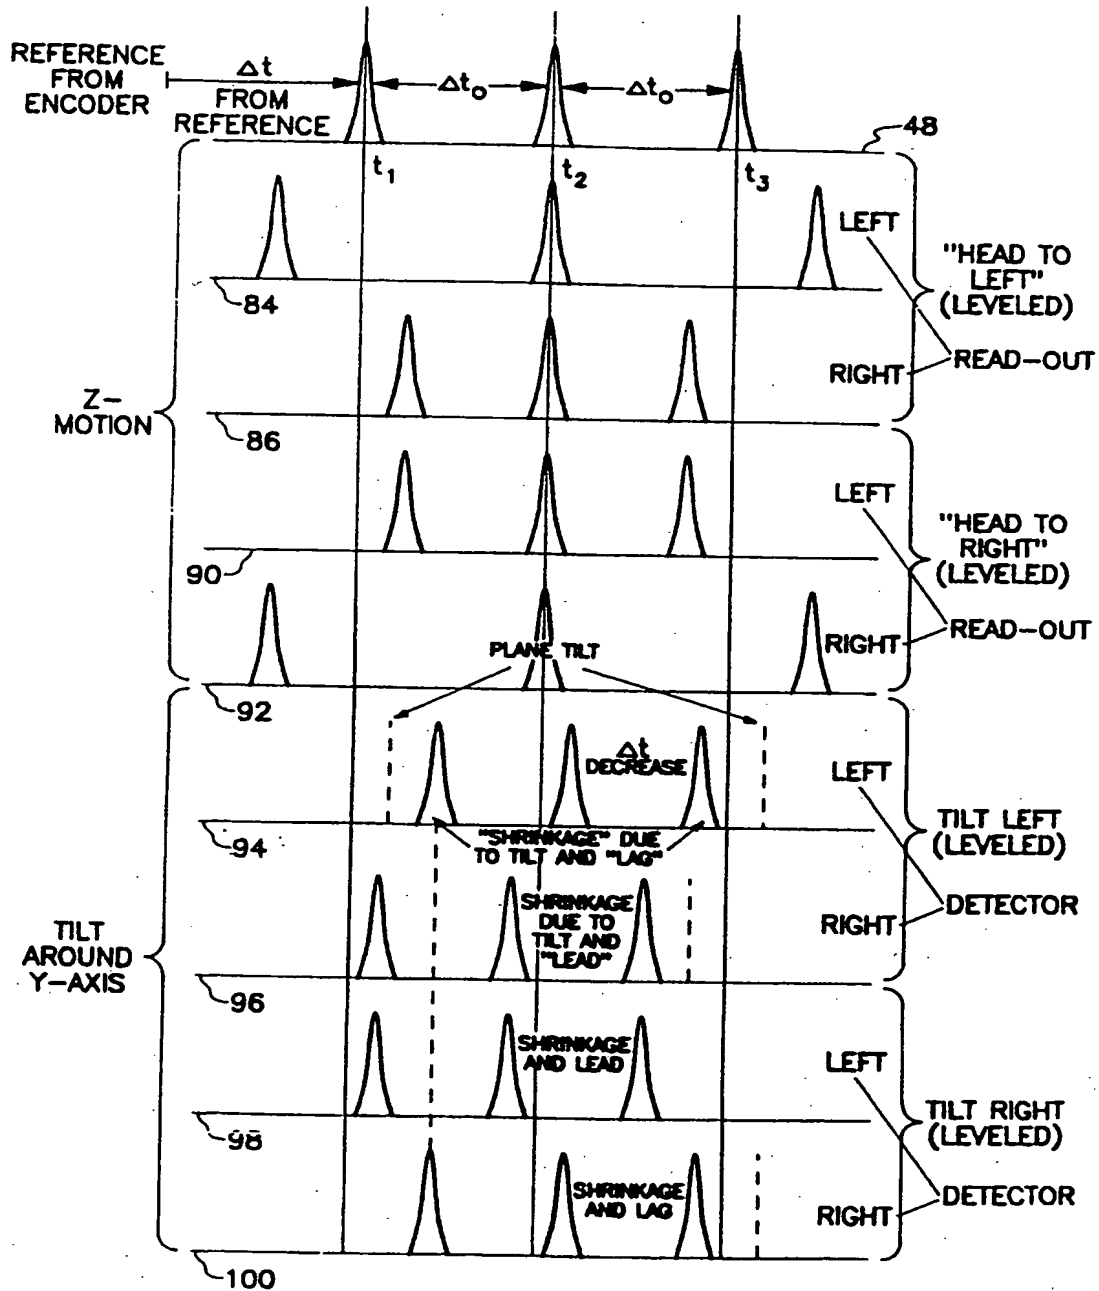 REFERENCE
FROM
ENCODER
Δt
FROM
REFERENCE
Δt₀
Δt₀
48
t₁
t₂
t₃
LEFT
"HEAD TO
LEFT"
(LEVELED)
84
READ-OUT
RIGHT
Z-
MOTION
86
LEFT
"HEAD TO
RIGHT"
(LEVELED)
90
READ-OUT
RIGHT
PLANE TILT
92
Δt
DECREASE
LEFT
TILT LEFT
(LEVELED)
94
"SHRINKAGE" DUE
TO TILT AND "LAG"
SHRINKAGE
DUE TO
TILT AND
"LEAD"
DETECTOR
RIGHT
TILT
AROUND
Y-AXIS
96
SHRINKAGE
AND LEAD
LEFT
TILT RIGHT
(LEVELED)
98
SHRINKAGE
AND LAG
DETECTOR
RIGHT
100